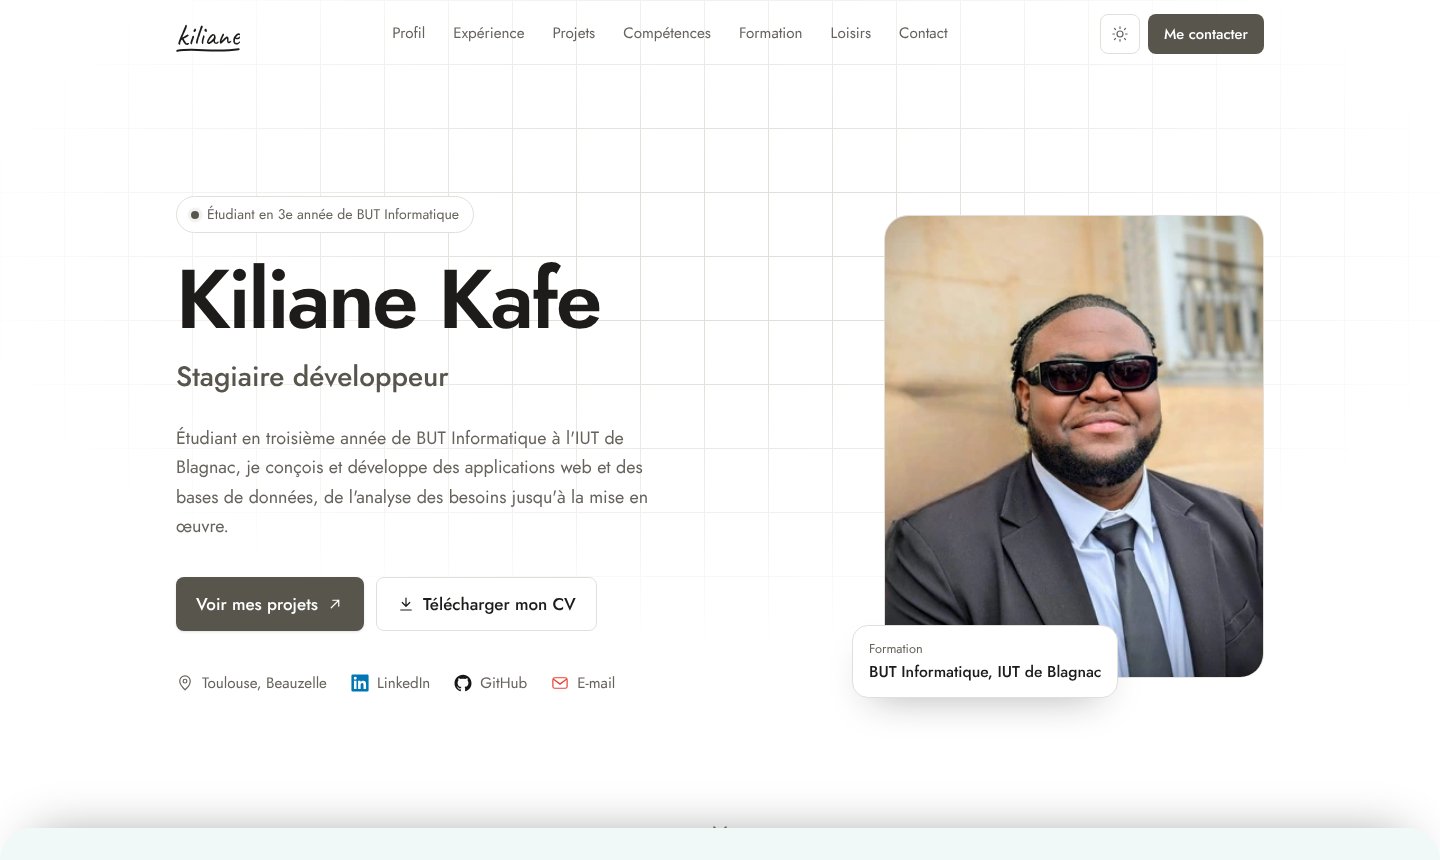 kiliane
Profil
Expérience
Projets
Compétences
Formation
Loisirs
Contact
Me contacter
Étudiant en 3e année de BUT Informatique
Kiliane Kafe
Stagiaire développeur
Étudiant en troisième année de BUT Informatique à l'IUT de
Blagnac, je conçois et développe des applications web et des
bases de données, de l'analyse des besoins jusqu'à la mise en
œuvre.
Voir mes projets
Télécharger mon CV
Toulouse, Beauzelle
LinkedIn
GitHub
E-mail
Formation
BUT Informatique, IUT de Blagnac